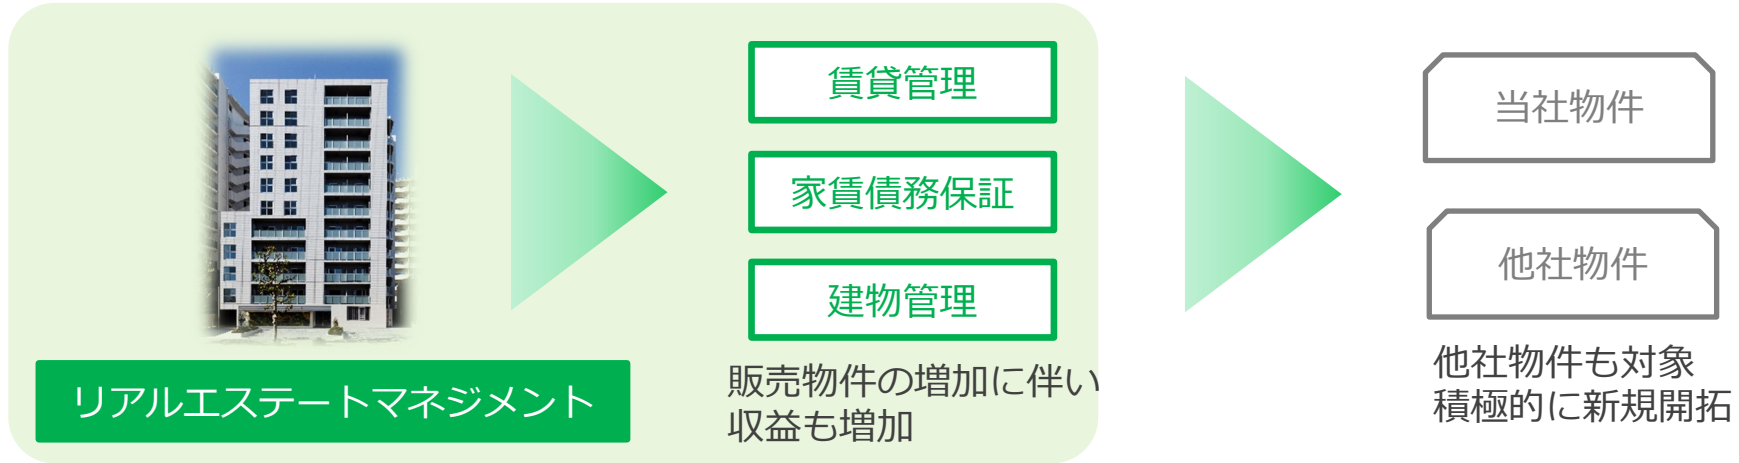 賃貸管理
家賃債務保証
建物管理
リアルエステートマネジメント
販売物件の増加に伴い
収益も増加
当社物件
他社物件
他社物件も対象
積極的に新規開拓